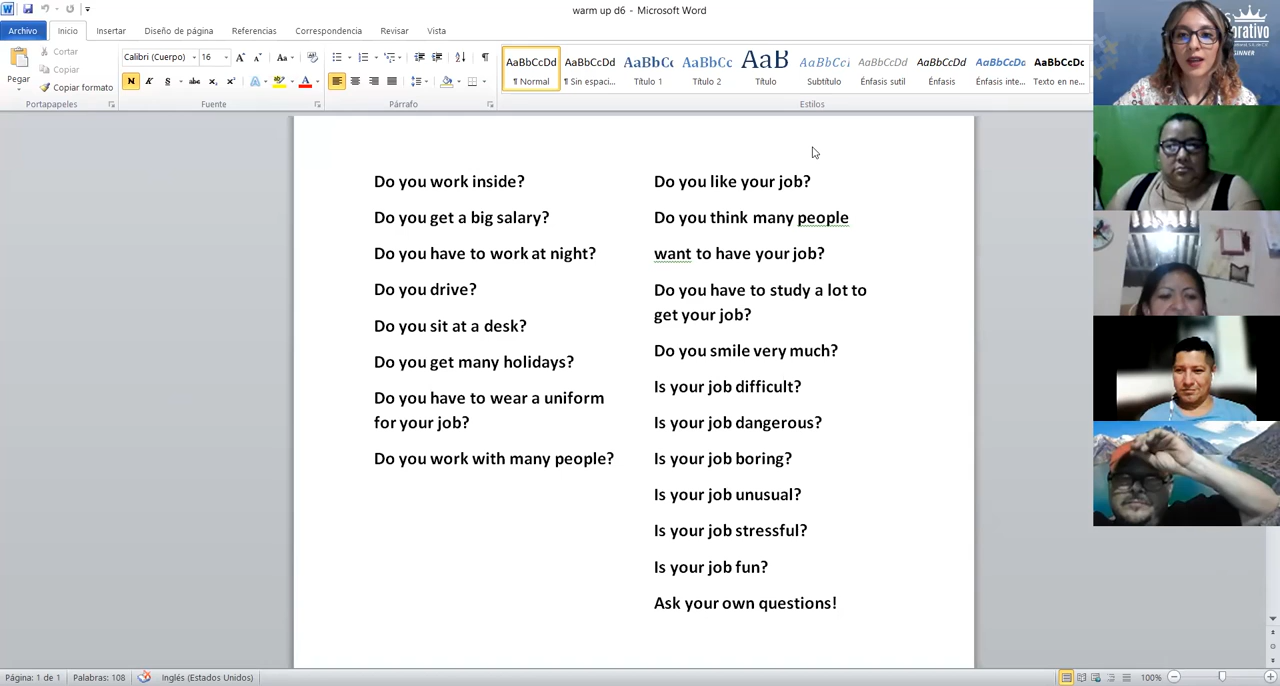 warm up d6 - Microsoft Word
Archivo Inicio Insertar Diseño de página Referencias Correspondencia Revisar Vista
Pegar
Cortar
Copiar
Copiar formato
Portapapeles
Calibri (Cuerpo) 16
Fuente
Párrafo
AaBbCcDd AaBbCcDd AaBbCc AaBbCc AaB AaBbCcI AaBbCcDd AaBbCcDd AaBbCcDd AaBbCcDc
¶ Normal ¶ Sin espaci... Título 1 Título 2 Título Subtítulo Énfasis sutil Énfasis Énfasis inte... Texto en ne...
Estilos
Do you work inside?
Do you get a big salary?
Do you have to work at night?
Do you drive?
Do you sit at a desk?
Do you get many holidays?
Do you have to wear a uniform
for your job?
Do you work with many people?
Do you like your job?
Do you think many people
want to have your job?
Do you have to study a lot to
get your job?
Do you smile very much?
Is your job difficult?
Is your job dangerous?
Is your job boring?
Is your job unusual?
Is your job stressful?
Is your job fun?
Ask your own questions!
Página: 1 de 1 Palabras: 108 Inglés (Estados Unidos) 100%